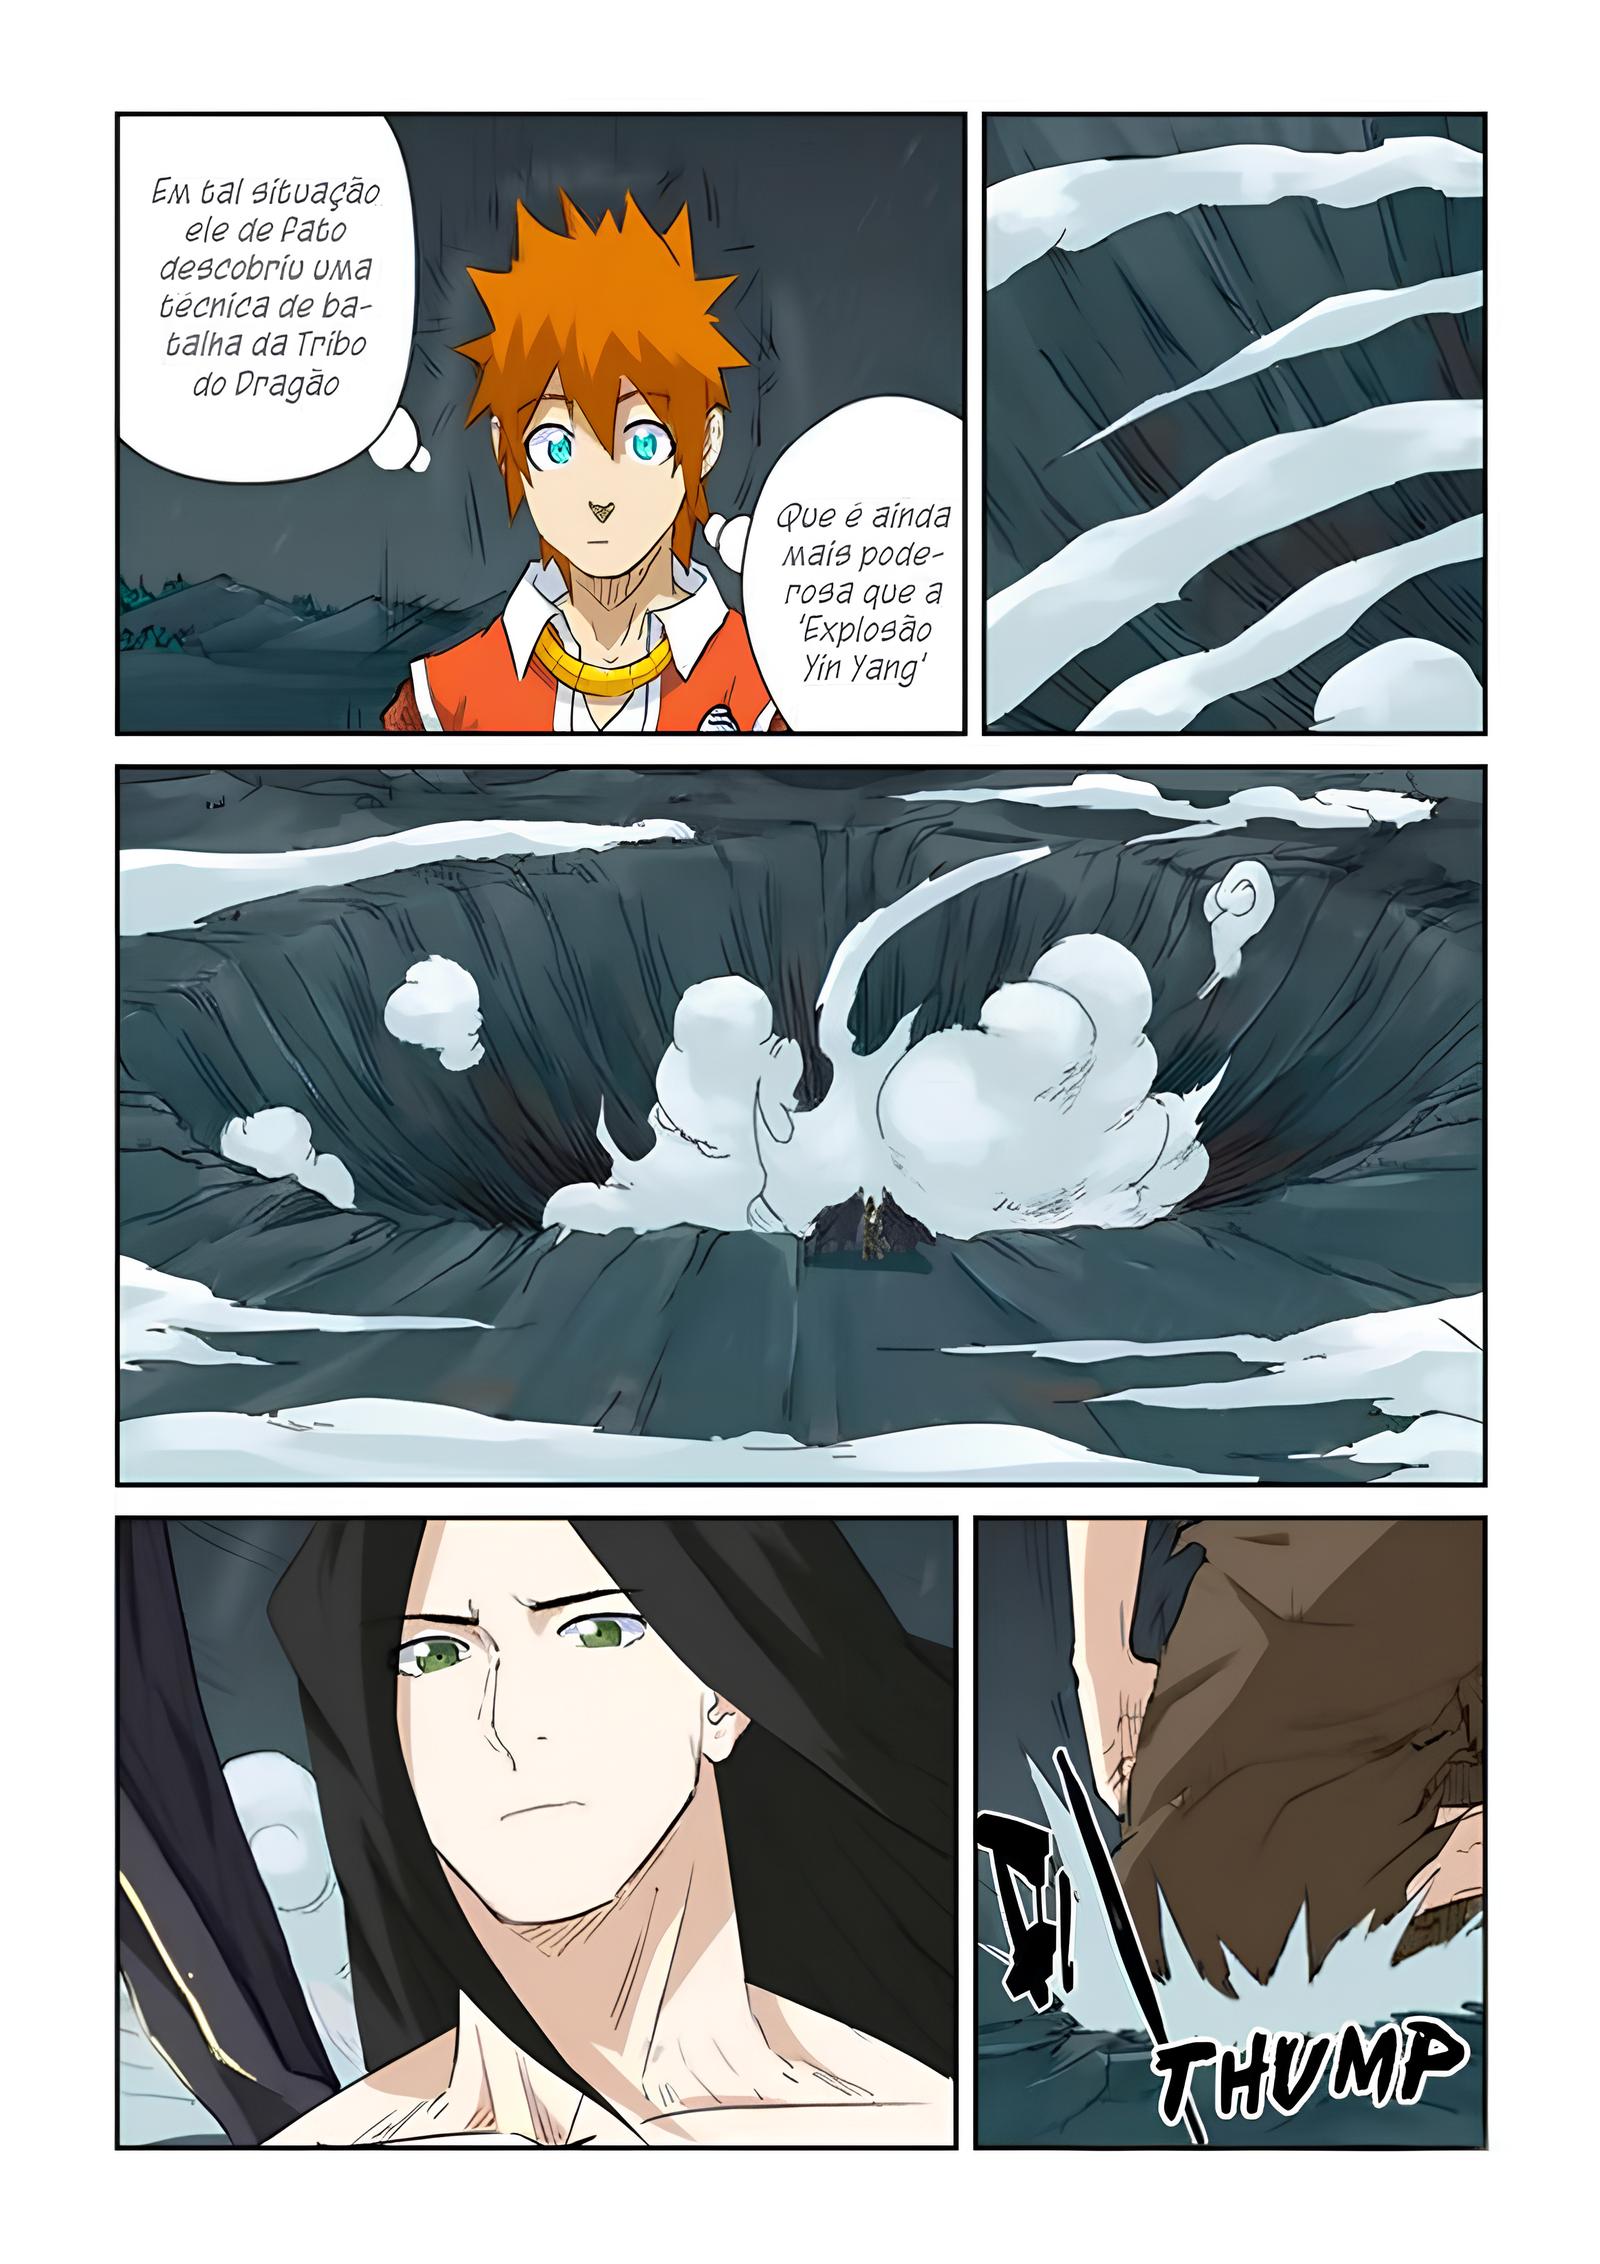 Em tal situação
ele de fato
descobriu uma
técnica de ba-
talha da Tribo
do Dragão
Que é ainda
mais pode-
rosa que a
'Explosão
Yin Yang'
THUMP